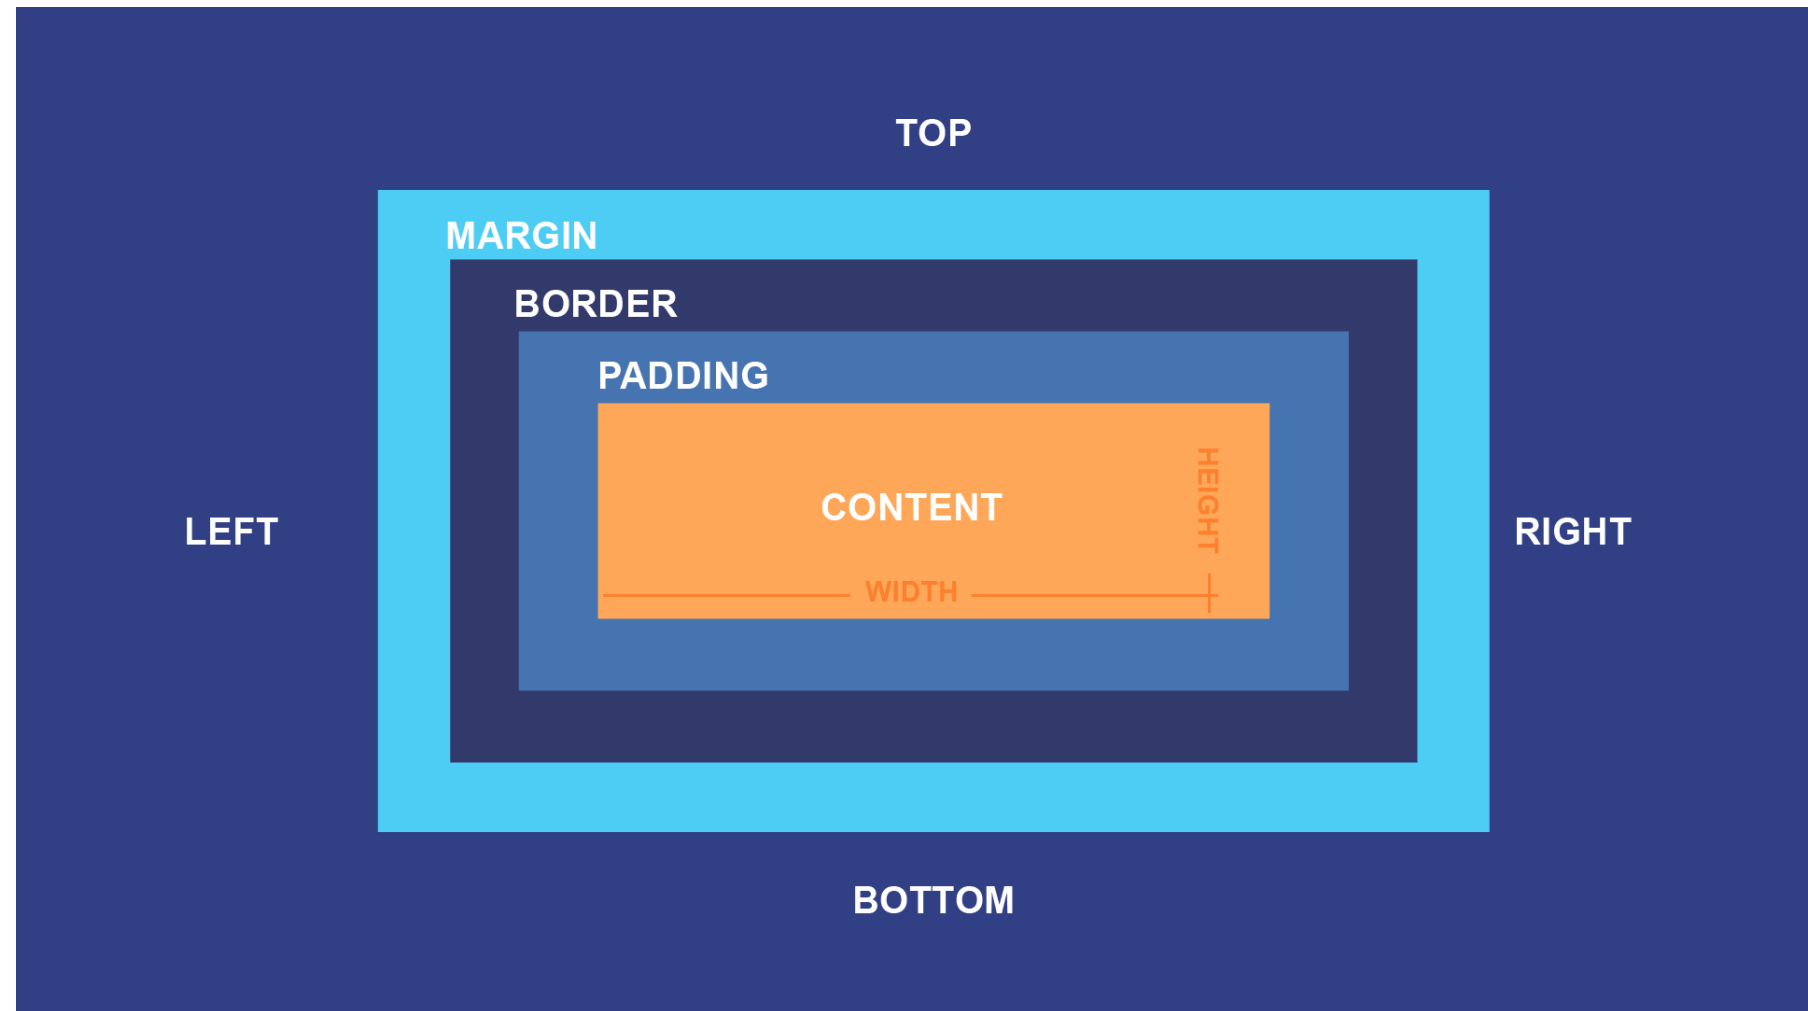 TOP
MARGIN
BORDER
PADDING
HEIGHT
CONTENT
LEFT
RIGHT
WIDTH
BOTTOM